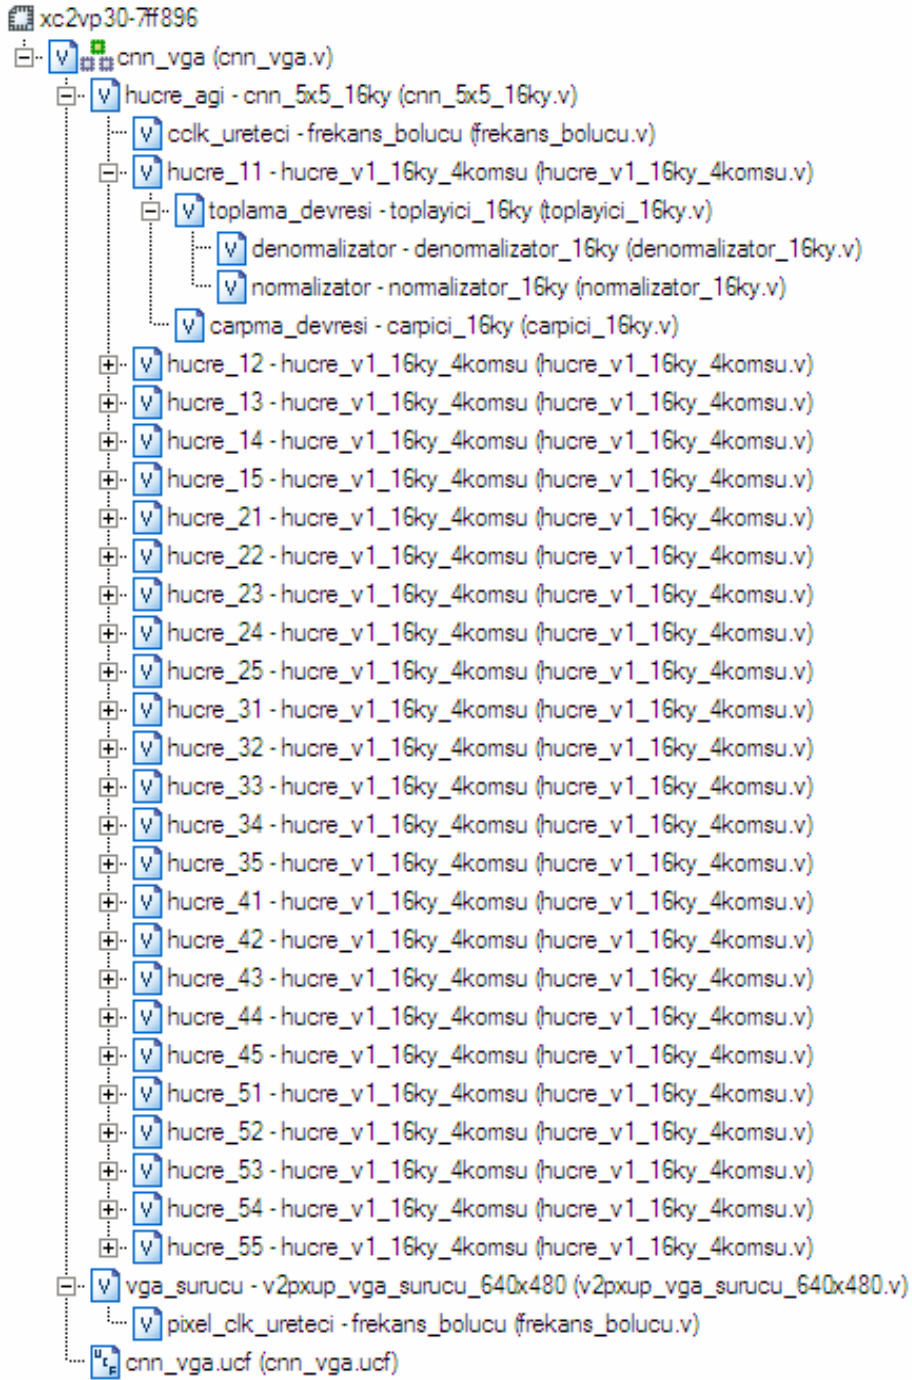 xc2vp30-7ff896
cnn_vga (cnn_vga.v)
hucre_agi - cnn_5x5_16ky (cnn_5x5_16ky.v)
cclk_ureteci - frekans_bolucu (frekans_bolucu.v)
hucre_11 - hucre_v1_16ky_4komsu (hucre_v1_16ky_4komsu.v)
toplama_devresi - toplayici_16ky (toplayici_16ky.v)
denormalizator - denormalizator_16ky (denormalizator_16ky.v)
normalizator - normalizator_16ky (normalizator_16ky.v)
carpma_devresi - carpici_16ky (carpici_16ky.v)
hucre_12 - hucre_v1_16ky_4komsu (hucre_v1_16ky_4komsu.v)
hucre_13 - hucre_v1_16ky_4komsu (hucre_v1_16ky_4komsu.v)
hucre_14 - hucre_v1_16ky_4komsu (hucre_v1_16ky_4komsu.v)
hucre_15 - hucre_v1_16ky_4komsu (hucre_v1_16ky_4komsu.v)
hucre_21 - hucre_v1_16ky_4komsu (hucre_v1_16ky_4komsu.v)
hucre_22 - hucre_v1_16ky_4komsu (hucre_v1_16ky_4komsu.v)
hucre_23 - hucre_v1_16ky_4komsu (hucre_v1_16ky_4komsu.v)
hucre_24 - hucre_v1_16ky_4komsu (hucre_v1_16ky_4komsu.v)
hucre_25 - hucre_v1_16ky_4komsu (hucre_v1_16ky_4komsu.v)
hucre_31 - hucre_v1_16ky_4komsu (hucre_v1_16ky_4komsu.v)
hucre_32 - hucre_v1_16ky_4komsu (hucre_v1_16ky_4komsu.v)
hucre_33 - hucre_v1_16ky_4komsu (hucre_v1_16ky_4komsu.v)
hucre_34 - hucre_v1_16ky_4komsu (hucre_v1_16ky_4komsu.v)
hucre_35 - hucre_v1_16ky_4komsu (hucre_v1_16ky_4komsu.v)
hucre_41 - hucre_v1_16ky_4komsu (hucre_v1_16ky_4komsu.v)
hucre_42 - hucre_v1_16ky_4komsu (hucre_v1_16ky_4komsu.v)
hucre_43 - hucre_v1_16ky_4komsu (hucre_v1_16ky_4komsu.v)
hucre_44 - hucre_v1_16ky_4komsu (hucre_v1_16ky_4komsu.v)
hucre_45 - hucre_v1_16ky_4komsu (hucre_v1_16ky_4komsu.v)
hucre_51 - hucre_v1_16ky_4komsu (hucre_v1_16ky_4komsu.v)
hucre_52 - hucre_v1_16ky_4komsu (hucre_v1_16ky_4komsu.v)
hucre_53 - hucre_v1_16ky_4komsu (hucre_v1_16ky_4komsu.v)
hucre_54 - hucre_v1_16ky_4komsu (hucre_v1_16ky_4komsu.v)
hucre_55 - hucre_v1_16ky_4komsu (hucre_v1_16ky_4komsu.v)
vga_surucu - v2pxup_vga_surucu_640x480 (v2pxup_vga_surucu_640x480.v)
pixel_clk_ureteci - frekans_bolucu (frekans_bolucu.v)
cnn_vga.ucf (cnn_vga.ucf)